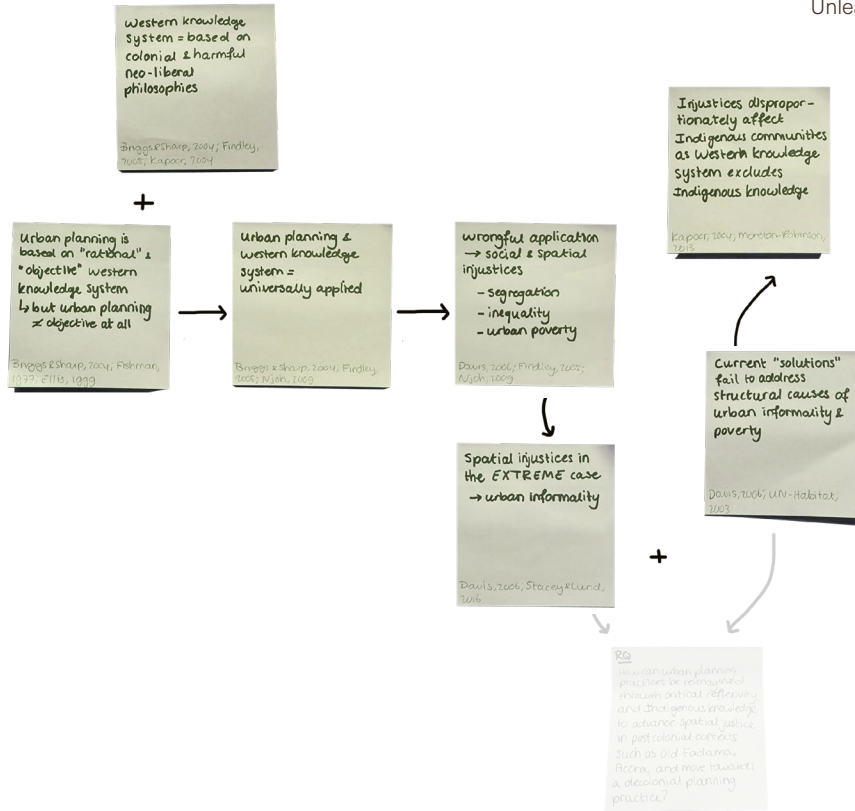 Unlea
Western knowledge
system = based on
colonial & harmful
neo-liberal
philosophies
Briggs & Sharp, 2004; Findley,
2005; Kapoor, 2004
+
Urban planning is
based on "rational" &
"objective" western
knowledge system
↳ but urban planning
≠ objective at all
Briggs & Sharp, 2004; Fishman,
1977; Ellis, 1999
Urban planning &
western knowledge
system =
universally applied
Briggs & Sharp, 2004; Findley,
2005; Njoh, 2009
wrongful application
→ social & spatial
injustices
- segregation
- inequality
- urban poverty
Davis, 2006; Findley, 2005;
Njoh, 2009
Spatial injustices in
the EXTREME case
→ urban informality
Davis, 2006; Stacey & Lund,
2016
+
Injustices dispropor-
tionately affect
Indigenous communities
as Western knowledge
system excludes
Indigenous knowledge
Kapoor, 2004; Moreton-Robinson,
Current "solutions"
fail to address
structural causes of
urban informality &
poverty
Davis, 2006; UN-Habitat,
2003
RQ
How can urban planning
practices be reimagined
through critical reflexivity
and Indigenous knowledge
to advance spatial justice
in postcolonial contexts
such as Old Fadama,
Accra, and move towards
a decolonial planning
practice?